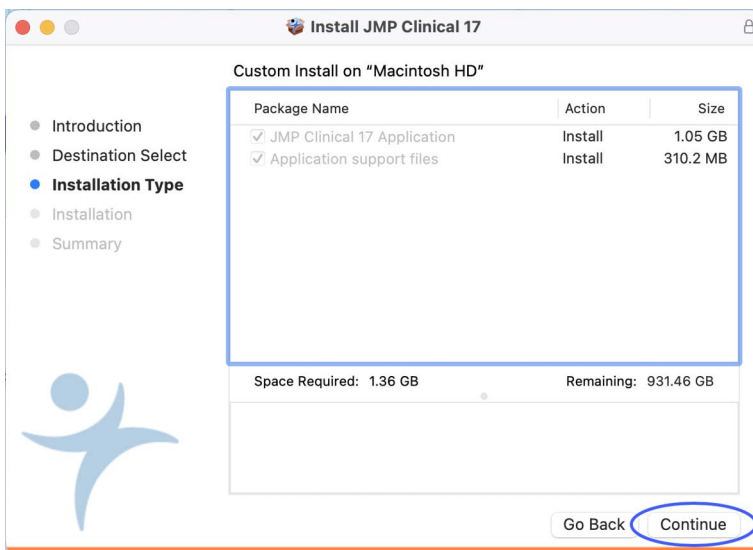 Install JMP Clinical 17
Custom Install on “Macintosh HD”
Introduction
Destination Select
Installation Type
Installation
Summary
Package Name Action Size
JMP Clinical 17 Application Install 1.05 GB
Application support files Install 310.2 MB
Space Required: 1.36 GB Remaining: 931.46 GB
Go Back Continue